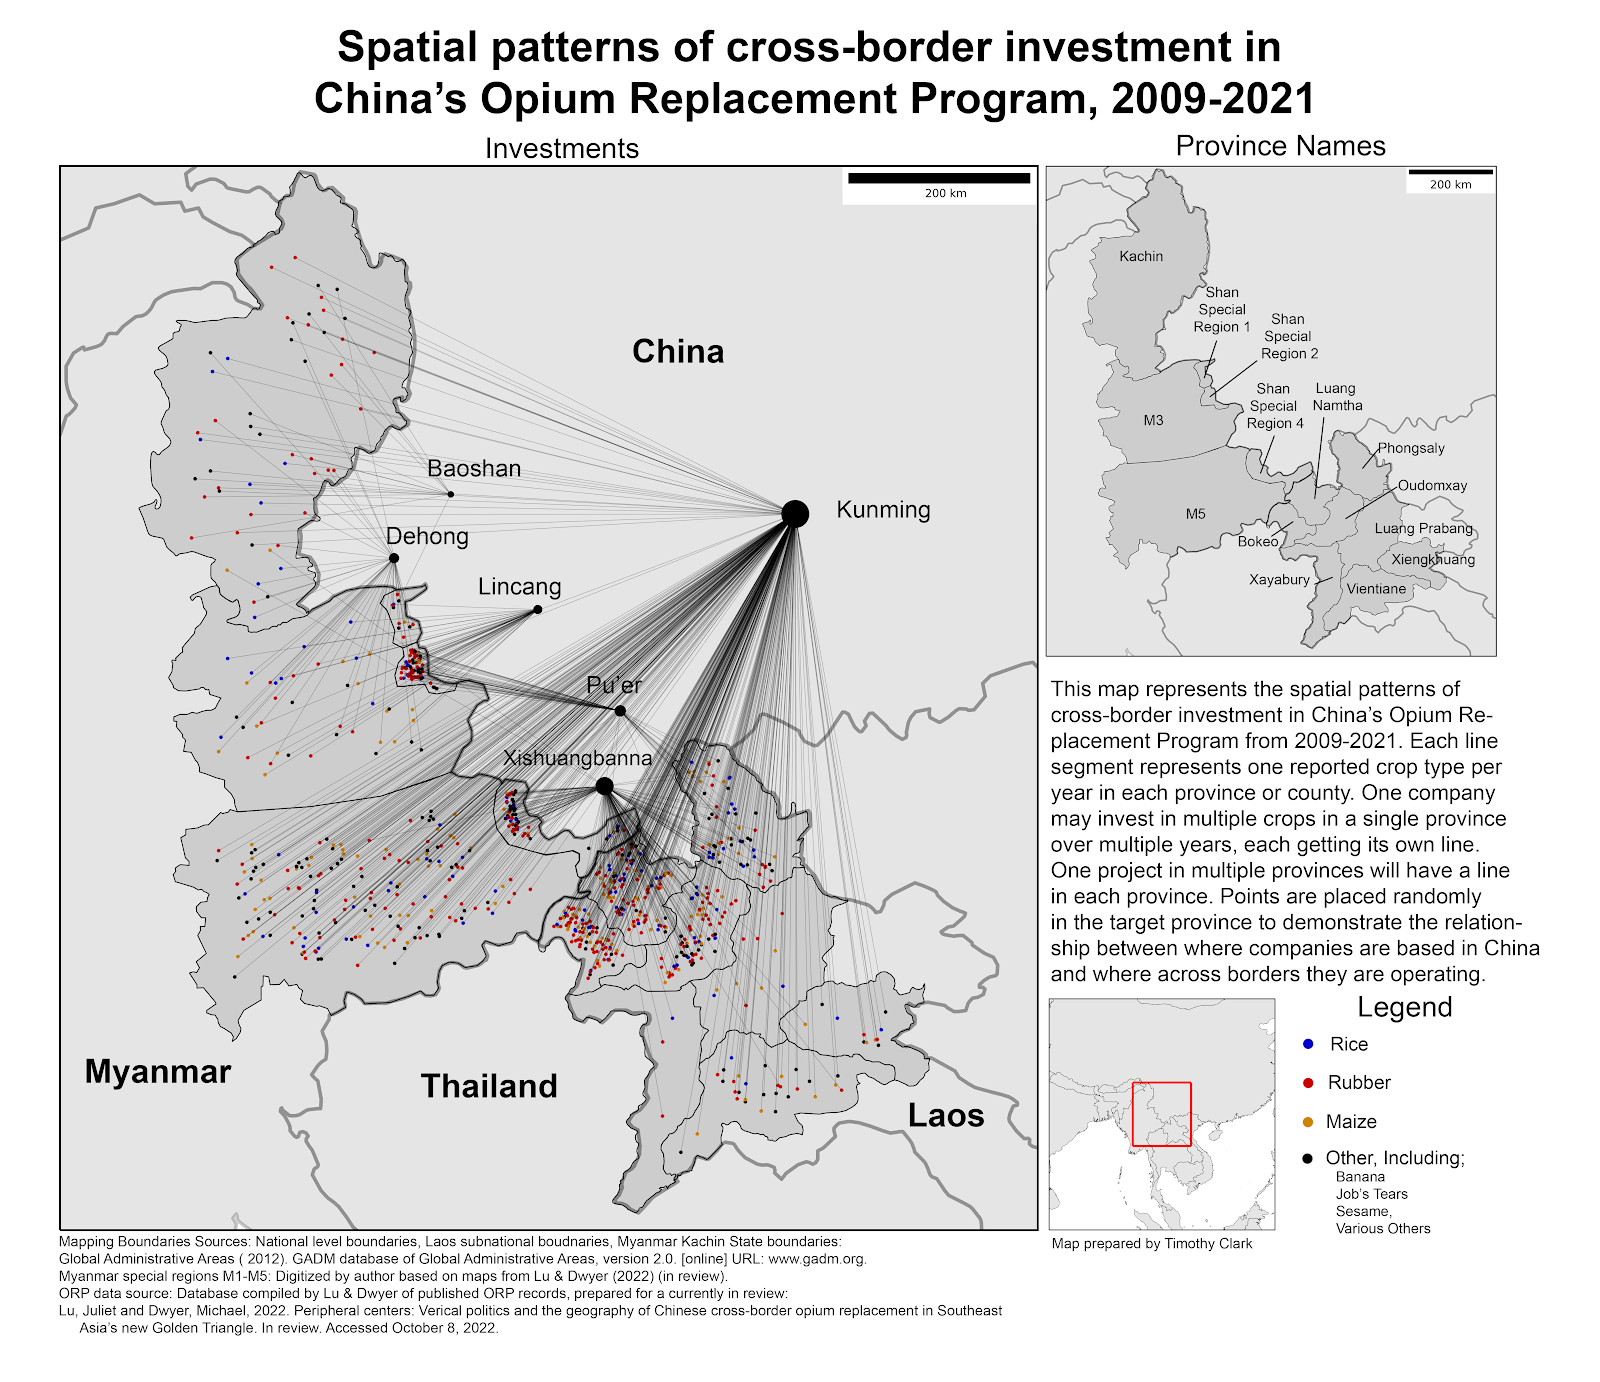 Spatial patterns of cross-border investment in
China's Opium Replacement Program, 2009-2021
Investments
200 km
China
Baoshan
Kunming
Dehong
Lincang
Pu'er
Xishuangbanna
Myanmar
Thailand
Laos
Province Names
200 km
Kachin
Shan
Special
Region 1
Shan
Special
Region 2
Shan
Special
Region 4
Luang
Namtha
M3
Phongsaly
Oudomxay
M5
Luang Prabang
Bokeo
Xiengkhuang
Xayabury
Vientiane
This map represents the spatial patterns of
cross-border investment in China's Opium Re-
placement Program from 2009-2021. Each line
segment represents one reported crop type per
year in each province or county. One company
may invest in multiple crops in a single province
over multiple years, each getting its own line.
One project in multiple provinces will have a line
in each province. Points are placed randomly
in the target province to demonstrate the relation-
ship between where companies are based in China
and where across borders they are operating.
Legend
Rice
Rubber
Maize
Other, Including;
Banana
Job's Tears
Sesame,
Various Others
Map prepared by Timothy Clark
Mapping Boundaries Sources: National level boundaries, Laos subnational boudnaries, Myanmar Kachin State boundaries:
Global Administrative Areas ( 2012). GADM database of Global Administrative Areas, version 2.0. [online] URL: www.gadm.org.
Myanmar special regions M1-M5: Digitized by author based on maps from Lu & Dwyer (2022) (in review).
ORP data source: Database compiled by Lu & Dwyer of published ORP records, prepared for a currently in review:
Lu, Juliet and Dwyer, Michael, 2022. Peripheral centers: Verical politics and the geography of Chinese cross-border opium replacement in Southeast
Asia's new Golden Triangle. In review. Accessed October 8, 2022.